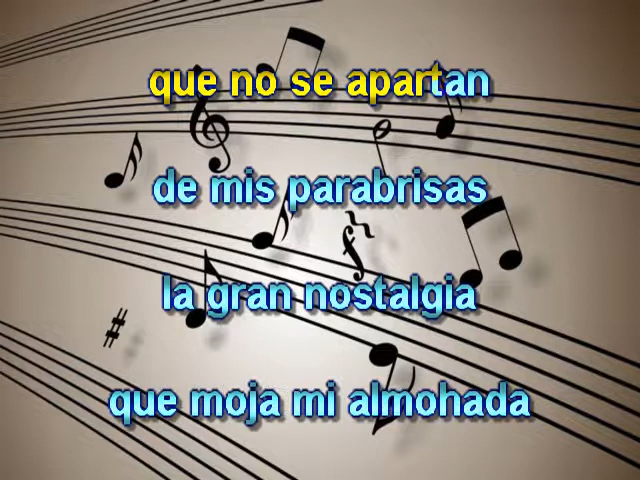 que no se apartan
de mis parabrisas
la gran nostalgia
que moja mi almohada